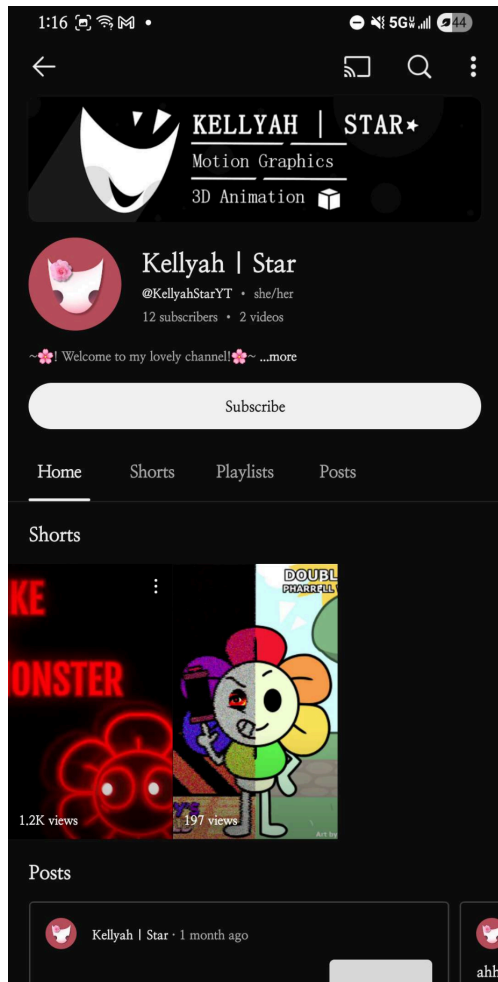 1:16
5G
44
KELLYAH | STAR★
Motion Graphics
3D Animation
Kellyah | Star
@KellyahStarYT • she/her
12 subscribers • 2 videos
~🌸! Welcome to my lovely channel!🌸~ ...more
Subscribe
Home Shorts Playlists Posts
Shorts
KE
ONSTER
1.2K views
DOUBL
PHARRELL
197 views
Art by
Posts
Kellyah | Star · 1 month ago
ahh